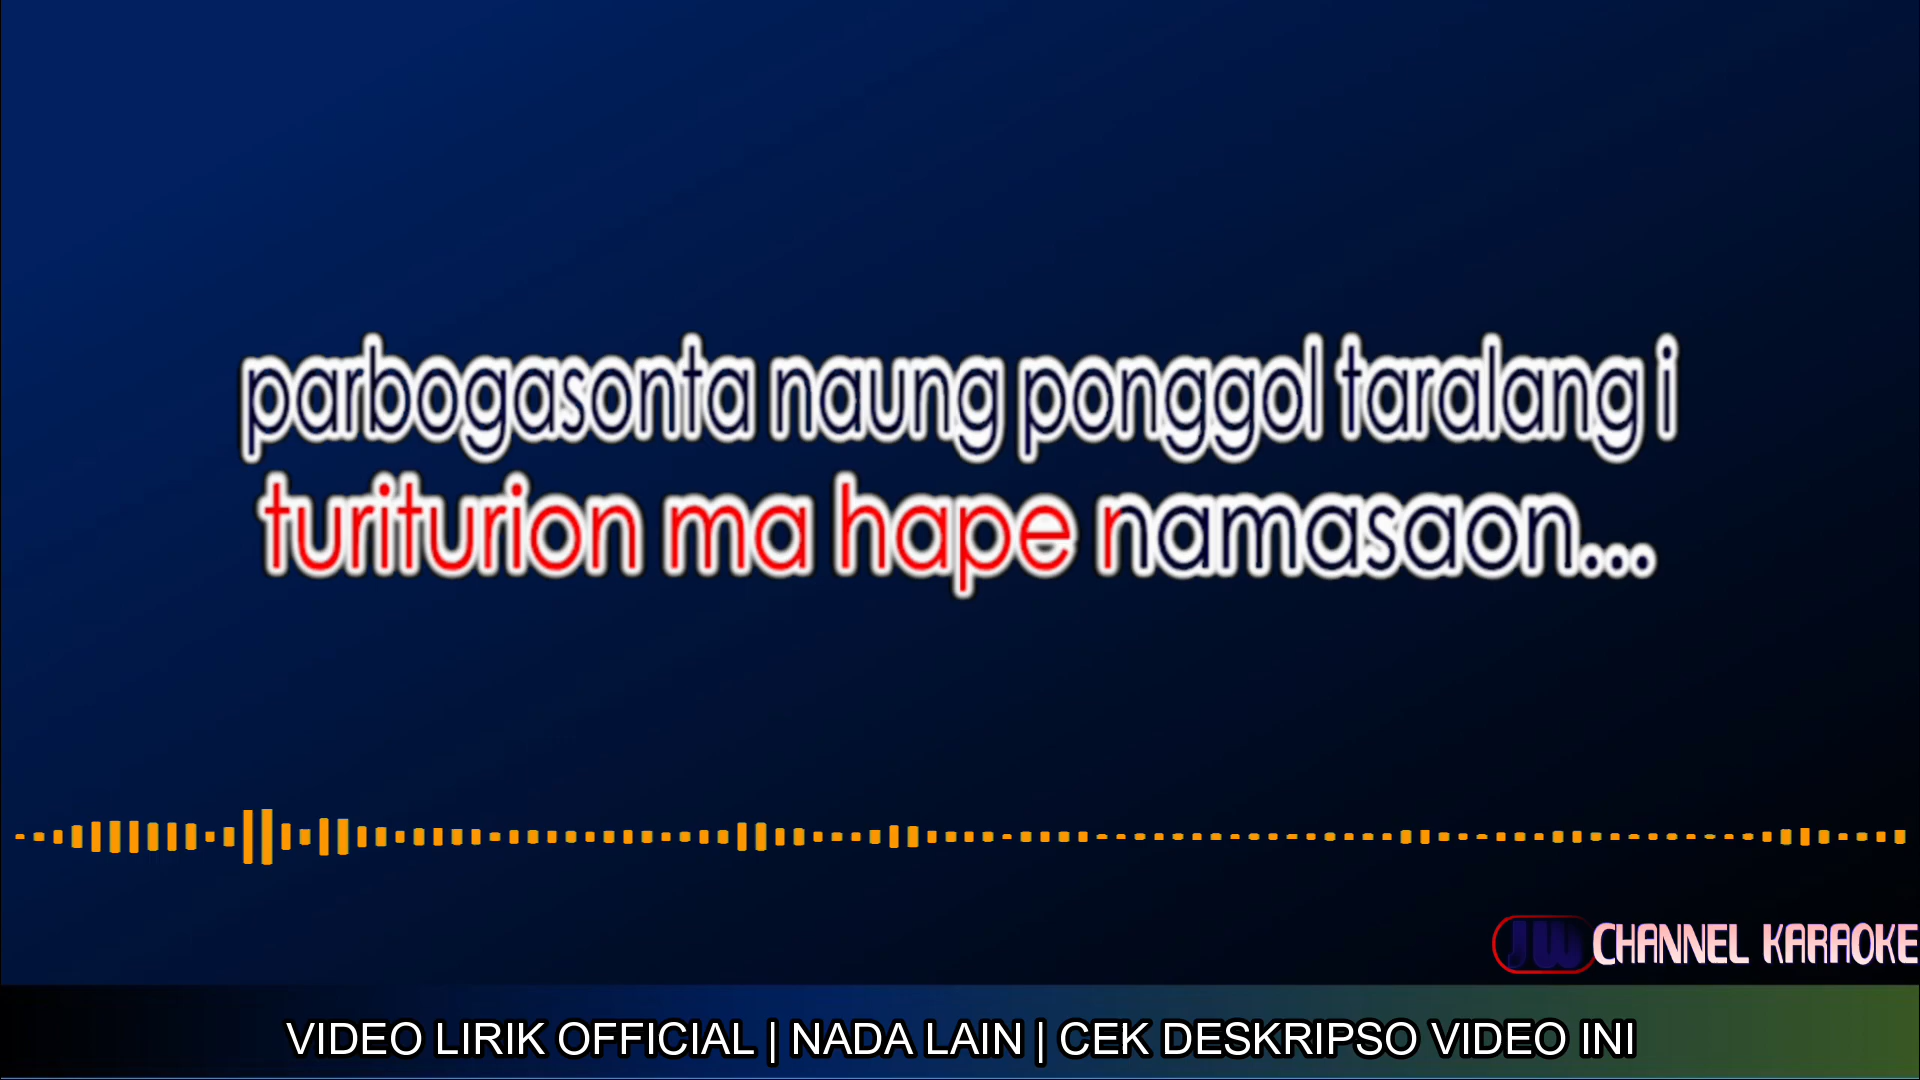 parbogasonta naung ponggol taralang i
turiturion ma hape namasaon...
JW CHANNEL KARAOKE
VIDEO LIRIK OFFICIAL | NADA LAIN | CEK DESKRIPSO VIDEO INI